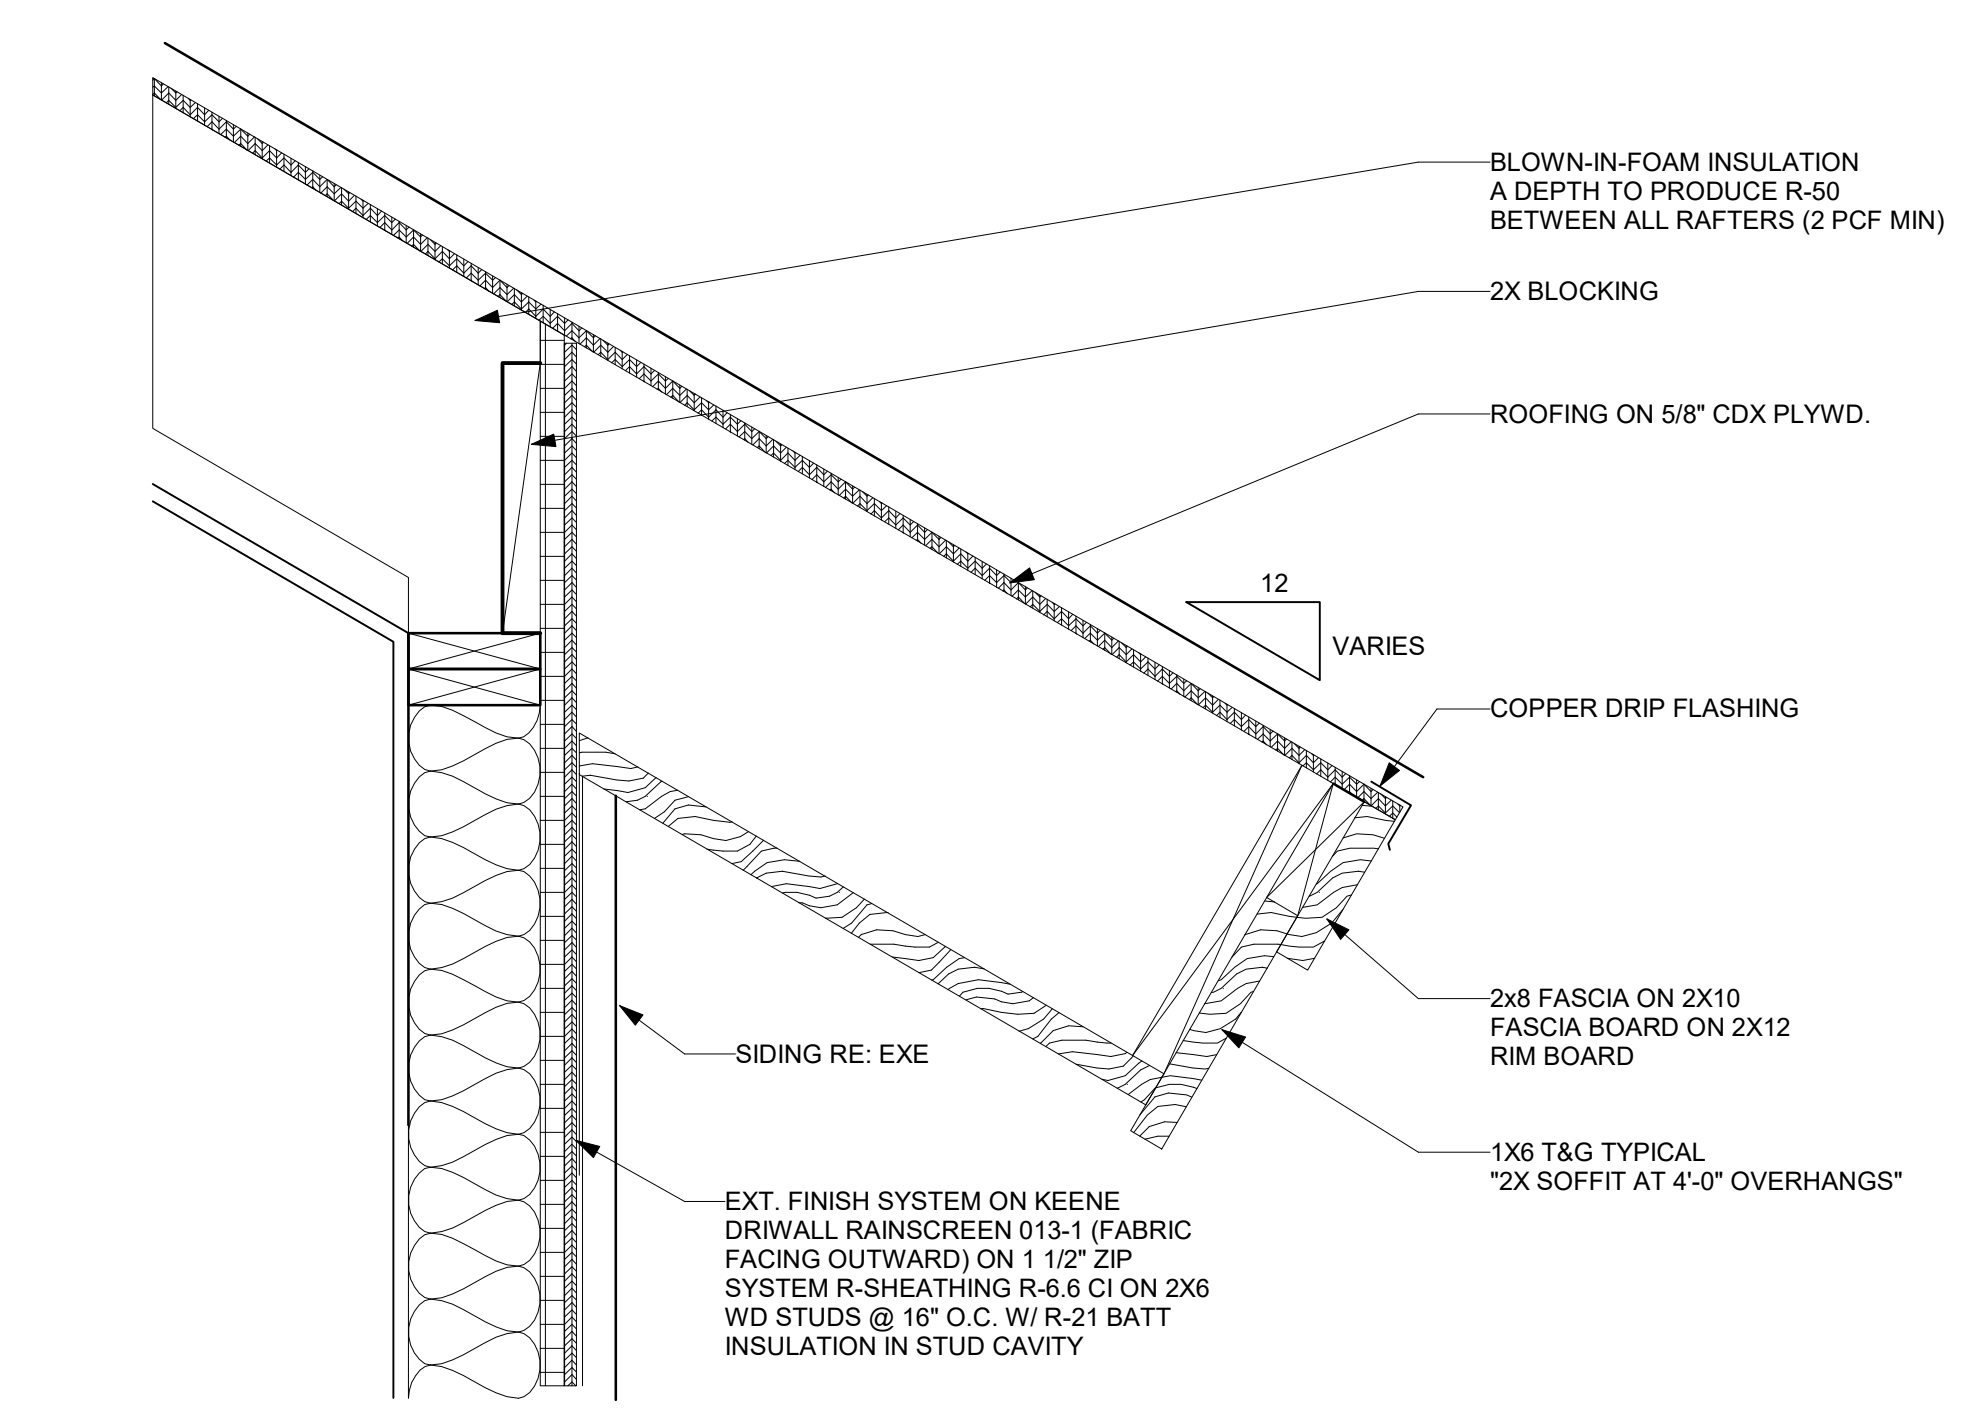 BLOWN-IN-FOAM INSULATION
A DEPTH TO PRODUCE R-50
BETWEEN ALL RAFTERS (2 PCF MIN)
2X BLOCKING
ROOFING ON 5/8" CDX PLYWD.
12
VARIES
COPPER DRIP FLASHING
2x8 FASCIA ON 2X10
FASCIA BOARD ON 2X12
RIM BOARD
SIDING RE: EXE
1X6 T&G TYPICAL
"2X SOFFIT AT 4'-0" OVERHANGS"
EXT. FINISH SYSTEM ON KEENE
DRIWALL RAINSCREEN 013-1 (FABRIC
FACING OUTWARD) ON 1 1/2" ZIP
SYSTEM R-SHEATHING R-6.6 CI ON 2X6
WD STUDS @ 16" O.C. W/ R-21 BATT
INSULATION IN STUD CAVITY